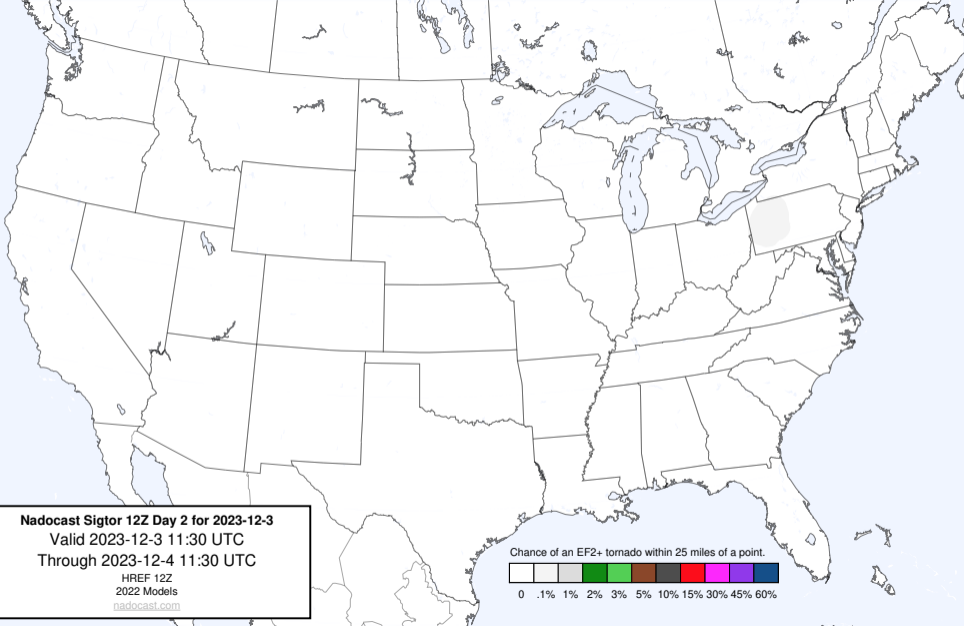 Nadocast Sigtor 12Z Day 2 for 2023-12-3
Valid 2023-12-3 11:30 UTC
Through 2023-12-4 11:30 UTC
HREF 12Z
2022 Models
nadocast.com
Chance of an EF2+ tornado within 25 miles of a point.
0 .1% 1% 2% 3% 5% 10% 15% 30% 45% 60%